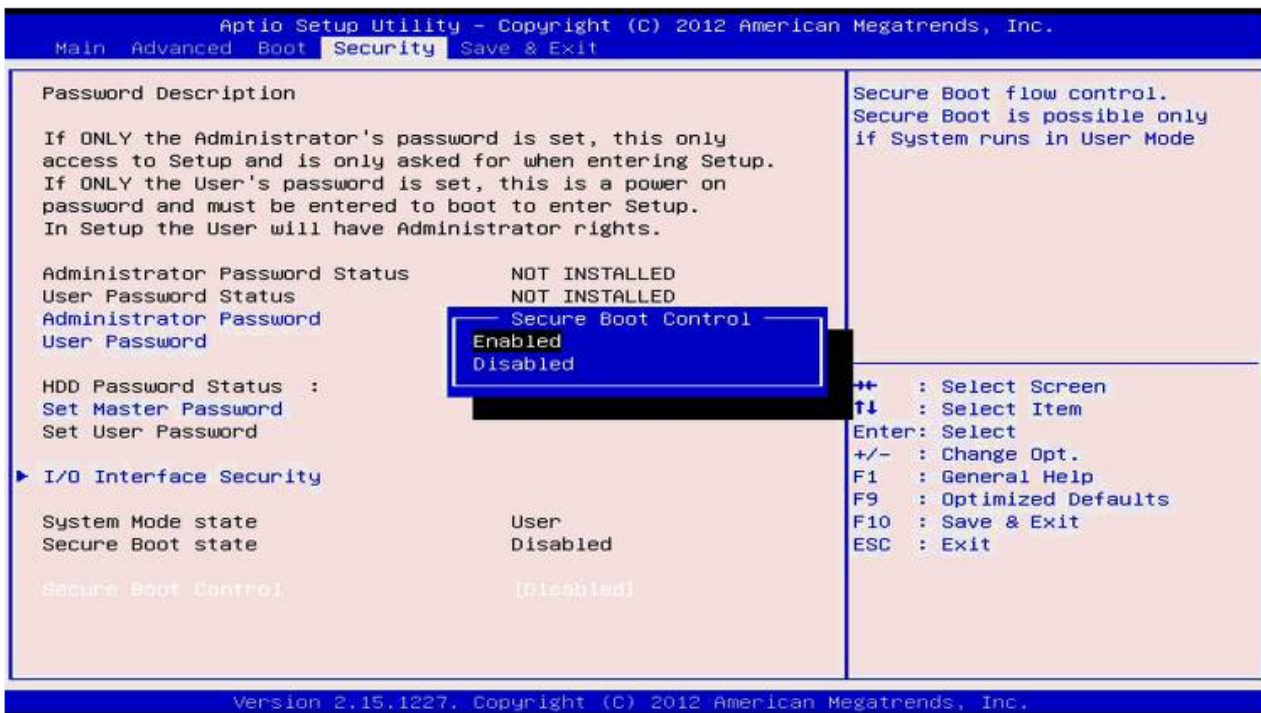 Aptio Setup Utility – Copyright (C) 2012 American Megatrends, Inc.
Main Advanced Boot Security Save & Exit
Password Description
If ONLY the Administrator's password is set, this only
access to Setup and is only asked for when entering Setup.
If ONLY the User's password is set, this is a power on
password and must be entered to boot to enter Setup.
In Setup the User will have Administrator rights.
Administrator Password Status NOT INSTALLED
User Password Status NOT INSTALLED
Administrator Password
User Password
HDD Password Status :
Set Master Password
Set User Password
I/O Interface Security
System Mode state User
Secure Boot state Disabled
Secure Boot Control [Disabled]
Secure Boot Control
Enabled
Disabled
Secure Boot flow control.
Secure Boot is possible only
if System runs in User Mode
→← : Select Screen
↑↓ : Select Item
Enter: Select
+/- : Change Opt.
F1 : General Help
F9 : Optimized Defaults
F10 : Save & Exit
ESC : Exit
Version 2.15.1227. Copyright (C) 2012 American Megatrends, Inc.